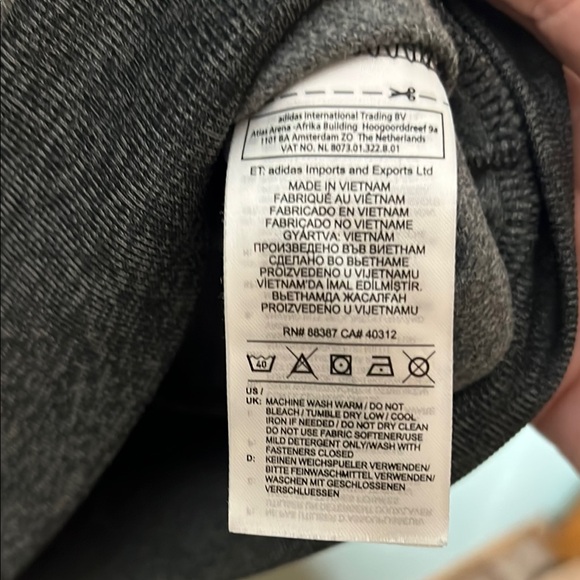 adidas International Trading BV
Atlas Arena -Afrika Building Hoogoorddreef 9a
1101 BA Amsterdam ZO The Netherlands
VAT NO. NL 8073.01.322.B.01
ET: adidas Imports and Exports Ltd
MADE IN VIETNAM
FABRIQUÉ AU VIETNAM
FABRICADO EN VIETNAM
FABRICAÇÃO NO VIETNAME
GYÁRTVA: VIETNÁM
ПРОИЗВЕДЕНО ВЪВ ВИЕТНАМ
СДЕЛАНО ВО ВЬЕТНАМЕ
PROIZVEDENO U VIJETNAMU
VİETNAM'DA İMAL EDİLMİŞTİR.
ВЬЕТНАМДА ЖАСАЛҒАН
PROIZVEDENO U VIJETNAMU
RN# 88387 CA# 40312
40
US /
UK: MACHINE WASH WARM / DO NOT
BLEACH / TUMBLE DRY LOW / COOL
IRON IF NEEDED / DO NOT DRY CLEAN
DO NOT USE FABRIC SOFTENER/USE
MILD DETERGENT ONLY/WASH WITH
FASTENERS CLOSED
D: KEINEN WEICHSPUELER VERWENDEN/
BITTE FEINWASCHMITTEL VERWENDEN/
WASCHEN MIT GESCHLOSSENEN
VERSCHLUESSEN